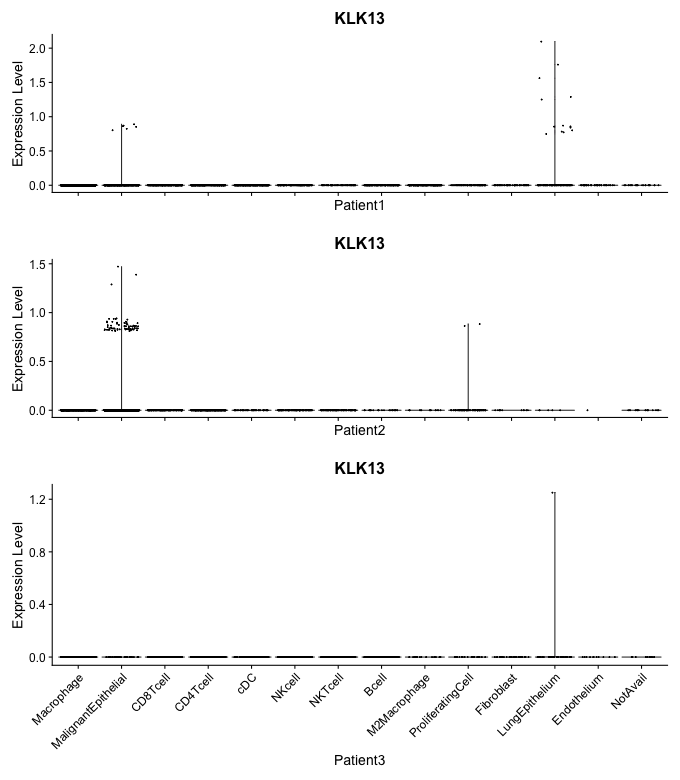 KLK13
Expression Level
2.0
1.5
1.0
0.5
0.0
Patient1
KLK13
Expression Level
1.5
1.0
0.5
0.0
Patient2
KLK13
Expression Level
1.2
0.8
0.4
0.0
Macrophage
MalignantEpithelial
CD8Tcell
CD4Tcell
cDC
NKcell
NKTcell
Bcell
M2Macrophage
ProliferatingCell
Fibroblast
LungEpithelium
Endothelium
NotAvail
Patient3